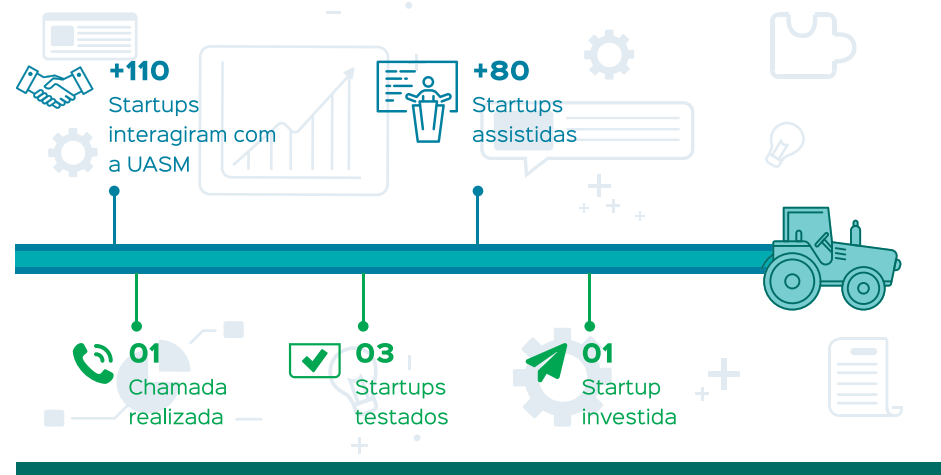 +110
Startups
interagiram com
a UASM
+80
Startups
assistidas
01
Chamada
realizada
03
Startups
testados
01
Startup
investida